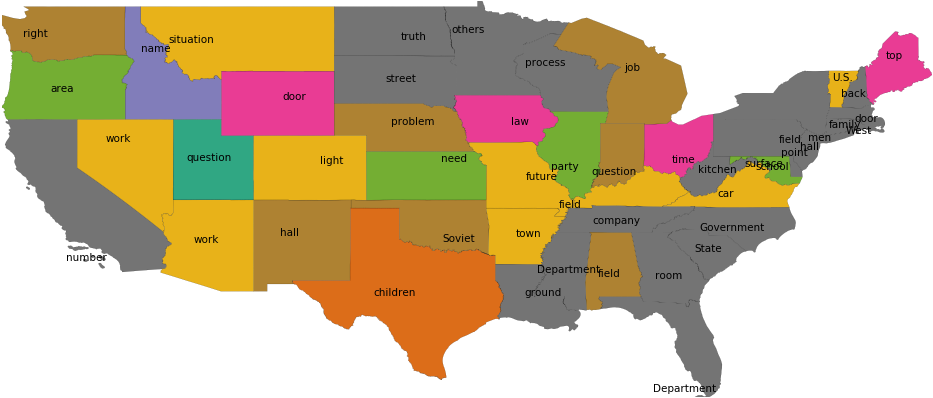 right
name
situation
truth
others
top
area
door
street
process
job
U.S.
back
work
problem
law
family
door
West
question
light
need
party
question
time
kitchen
field
men
hall
point
surface
school
work
hall
future
field
car
children
Soviet
town
company
Government
State
number
Department
field
room
ground
Department